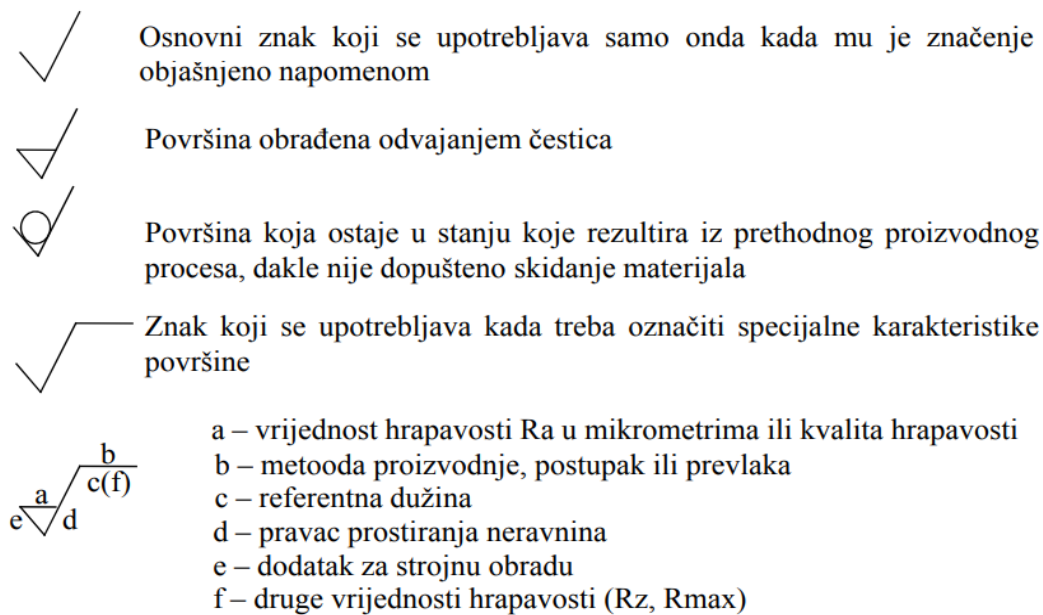 Osnovni znak koji se upotrebljava samo onda kada mu je značenje
objašnjeno napomenom
Površina obrađena odvajanjem čestica
Površina koja ostaje u stanju koje rezultira iz prethodnog proizvodnog
procesa, dakle nije dopušteno skidanje materijala
Znak koji se upotrebljava kada treba označiti specijalne karakteristike
površine
b
c(f)
a
e
d
a – vrijednost hrapavosti Ra u mikrometrima ili kvalita hrapavosti
b – metooda proizvodnje, postupak ili prevlaka
c – referentna dužina
d – pravac prostiranja neravnina
e – dodatak za strojnu obradu
f – druge vrijednosti hrapavosti (Rz, Rmax)